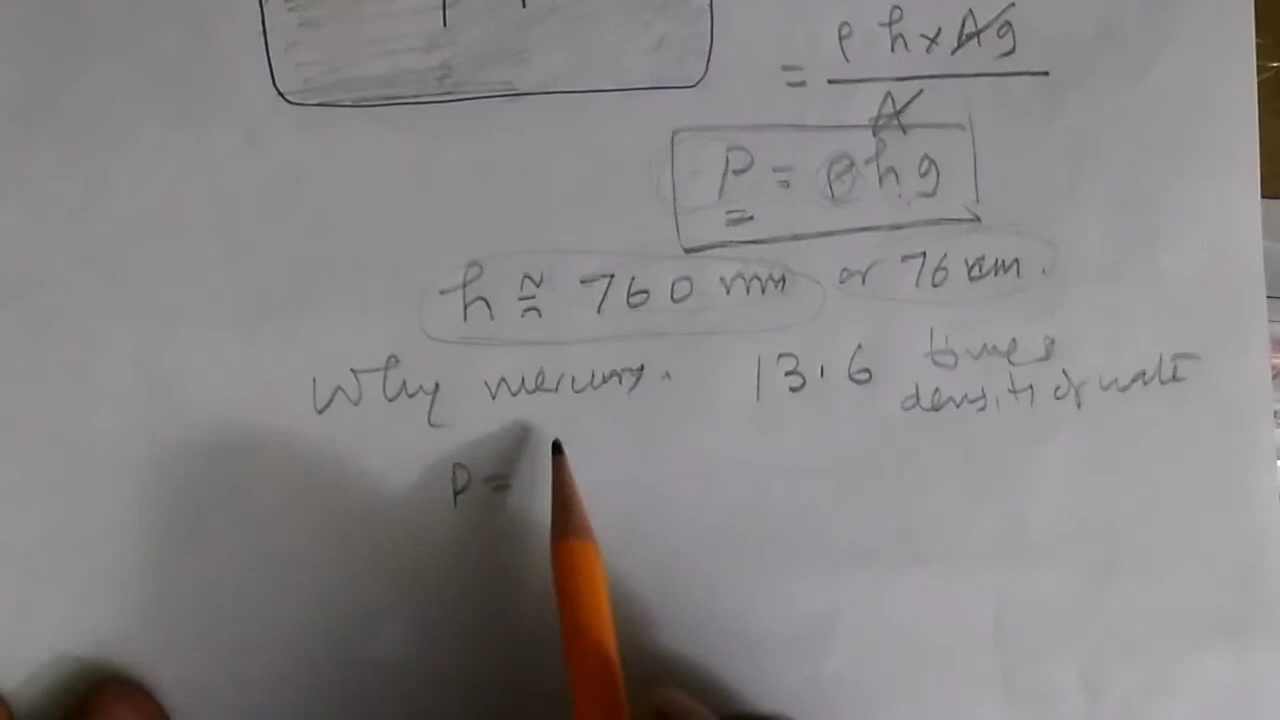 = ρ h × A g / A
P = ρ h g
h ≈ 760 mm or 76 cm.
Why mercury. 13.6 times density of water
P =